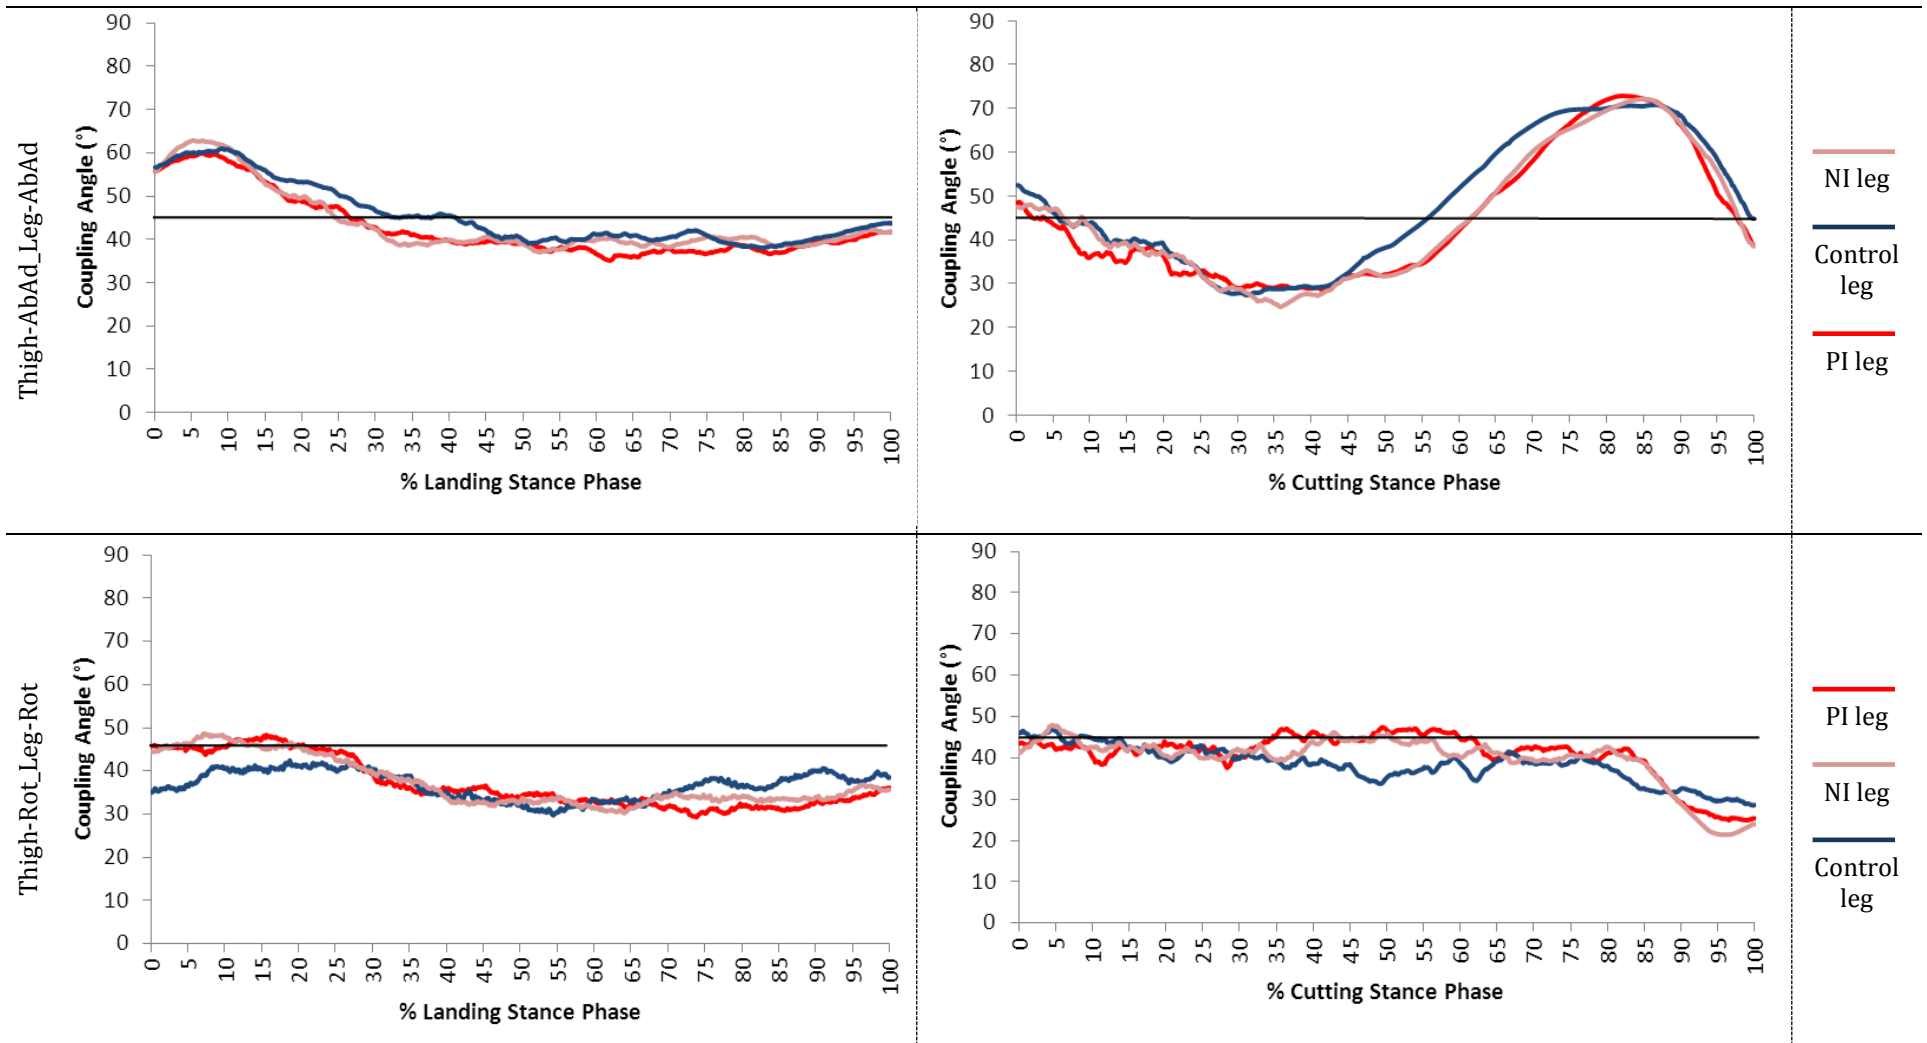 Thigh-AbAd_Leg-AbAd
Coupling Angle (°)
90
80
70
60
50
40
30
20
10
0
0 5 10 15 20 25 30 35 40 45 50 55 60 65 70 75 80 85 90 95 100
% Landing Stance Phase
Coupling Angle (°)
90
80
70
60
50
40
30
20
10
0
0 5 10 15 20 25 30 35 40 45 50 55 60 65 70 75 80 85 90 95 100
% Cutting Stance Phase
NI leg
Control
leg
PI leg
Thigh-Rot_Leg-Rot
Coupling Angle (°)
90
80
70
60
50
40
30
20
10
0
0 5 10 15 20 25 30 35 40 45 50 55 60 65 70 75 80 85 90 95 100
% Landing Stance Phase
Coupling Angle (°)
90
80
70
60
50
40
30
20
10
0
0 5 10 15 20 25 30 35 40 45 50 55 60 65 70 75 80 85 90 95 100
% Cutting Stance Phase
PI leg
NI leg
Control
leg